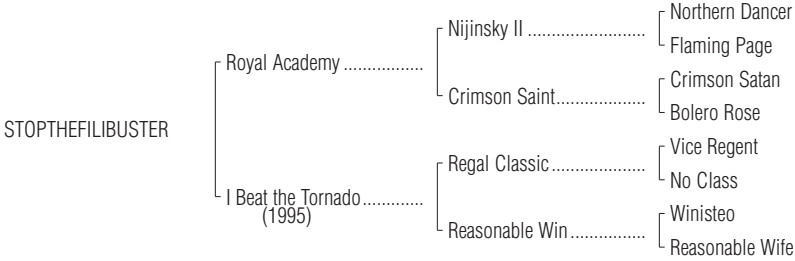 Northern Dancer
Nijinsky II ..........................
Flaming Page
Royal Academy .................
Crimson Satan
Crimson Saint....................
Bolero Rose
STOPTHEFILIBUSTER
Vice Regent
Regal Classic.....................
No Class
I Beat the Tornado.............
(1995)
Winisteo
Reasonable Win.................
Reasonable Wife